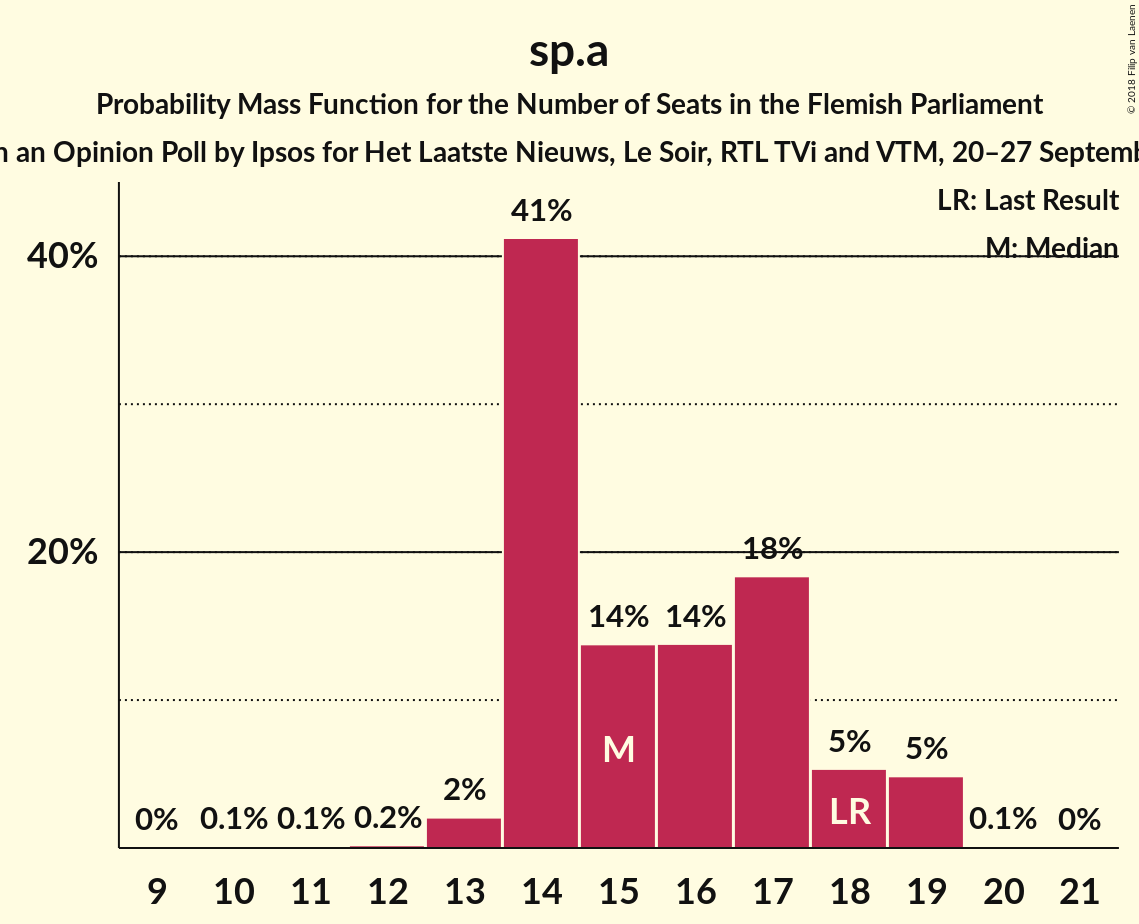 © 2018 Filip van Laenen
sp.a
Probability Mass Function for the Number of Seats in the Flemish Parliament
an Opinion Poll by Ipsos for Het Laatste Nieuws, Le Soir, RTL TVi and VTM, 20–27 Septemb
LR: Last Result
M: Median
41%
40%
20%
18%
14% 14%
M
5% 5%
LR
2%
0% 0.1% 0.1% 0.2% 0.1% 0%
9 10 11 12 13 14 15 16 17 18 19 20 21